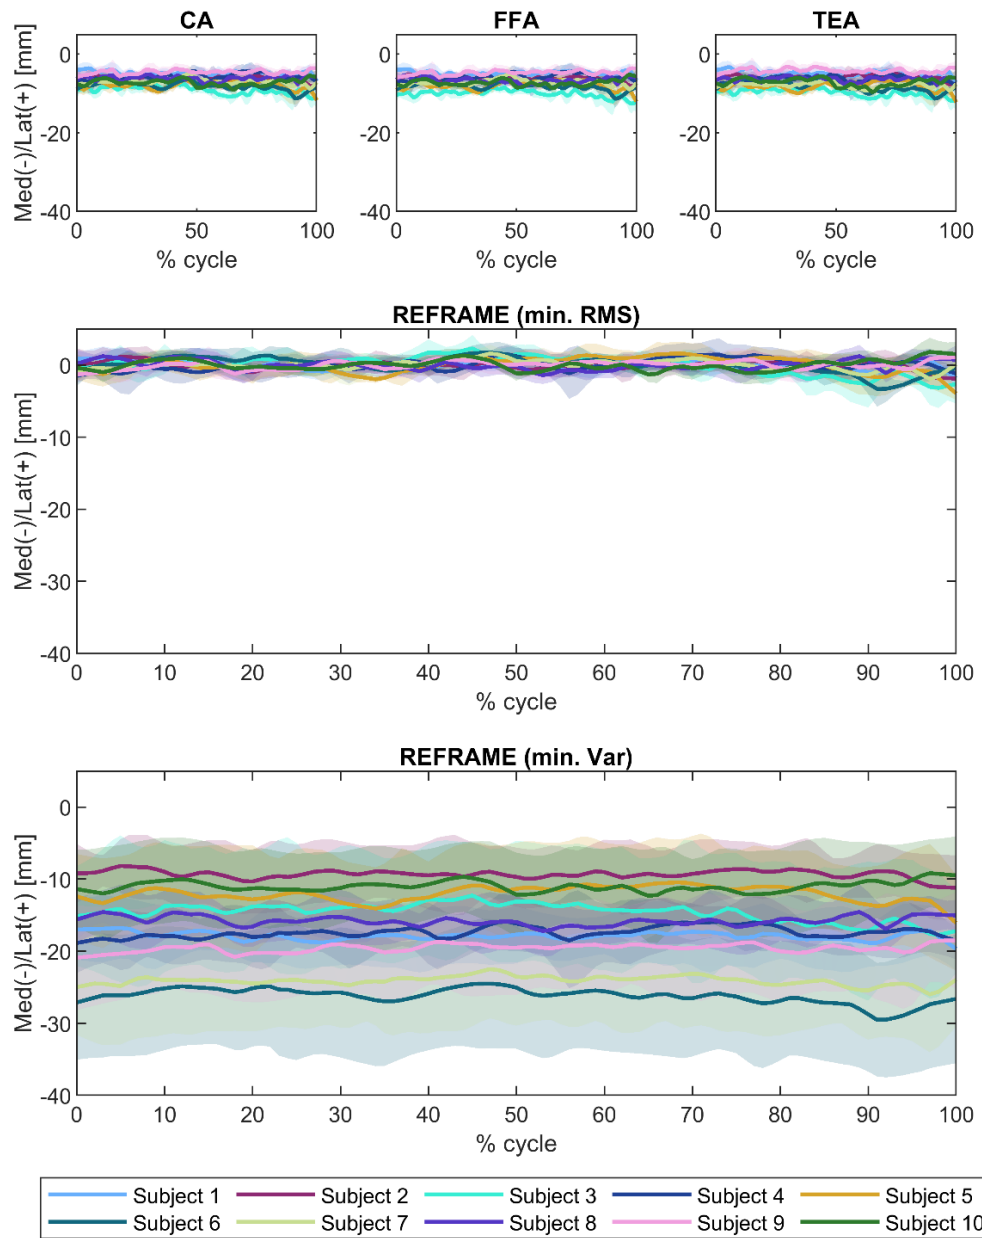 CA FFA TEA
Med(-)/Lat(+) [mm]
0 0 0
-20 -20 -20
-40 -40 -40
0 50 100 0 50 100 0 50 100
% cycle % cycle % cycle
REFRAME (min. RMS)
Med(-)/Lat(+) [mm]
0
-10
-20
-30
-40
0 10 20 30 40 50 60 70 80 90 100
% cycle
REFRAME (min. Var)
Med(-)/Lat(+) [mm]
0
-10
-20
-30
-40
0 10 20 30 40 50 60 70 80 90 100
% cycle
Subject 1 Subject 2 Subject 3 Subject 4 Subject 5
Subject 6 Subject 7 Subject 8 Subject 9 Subject 10